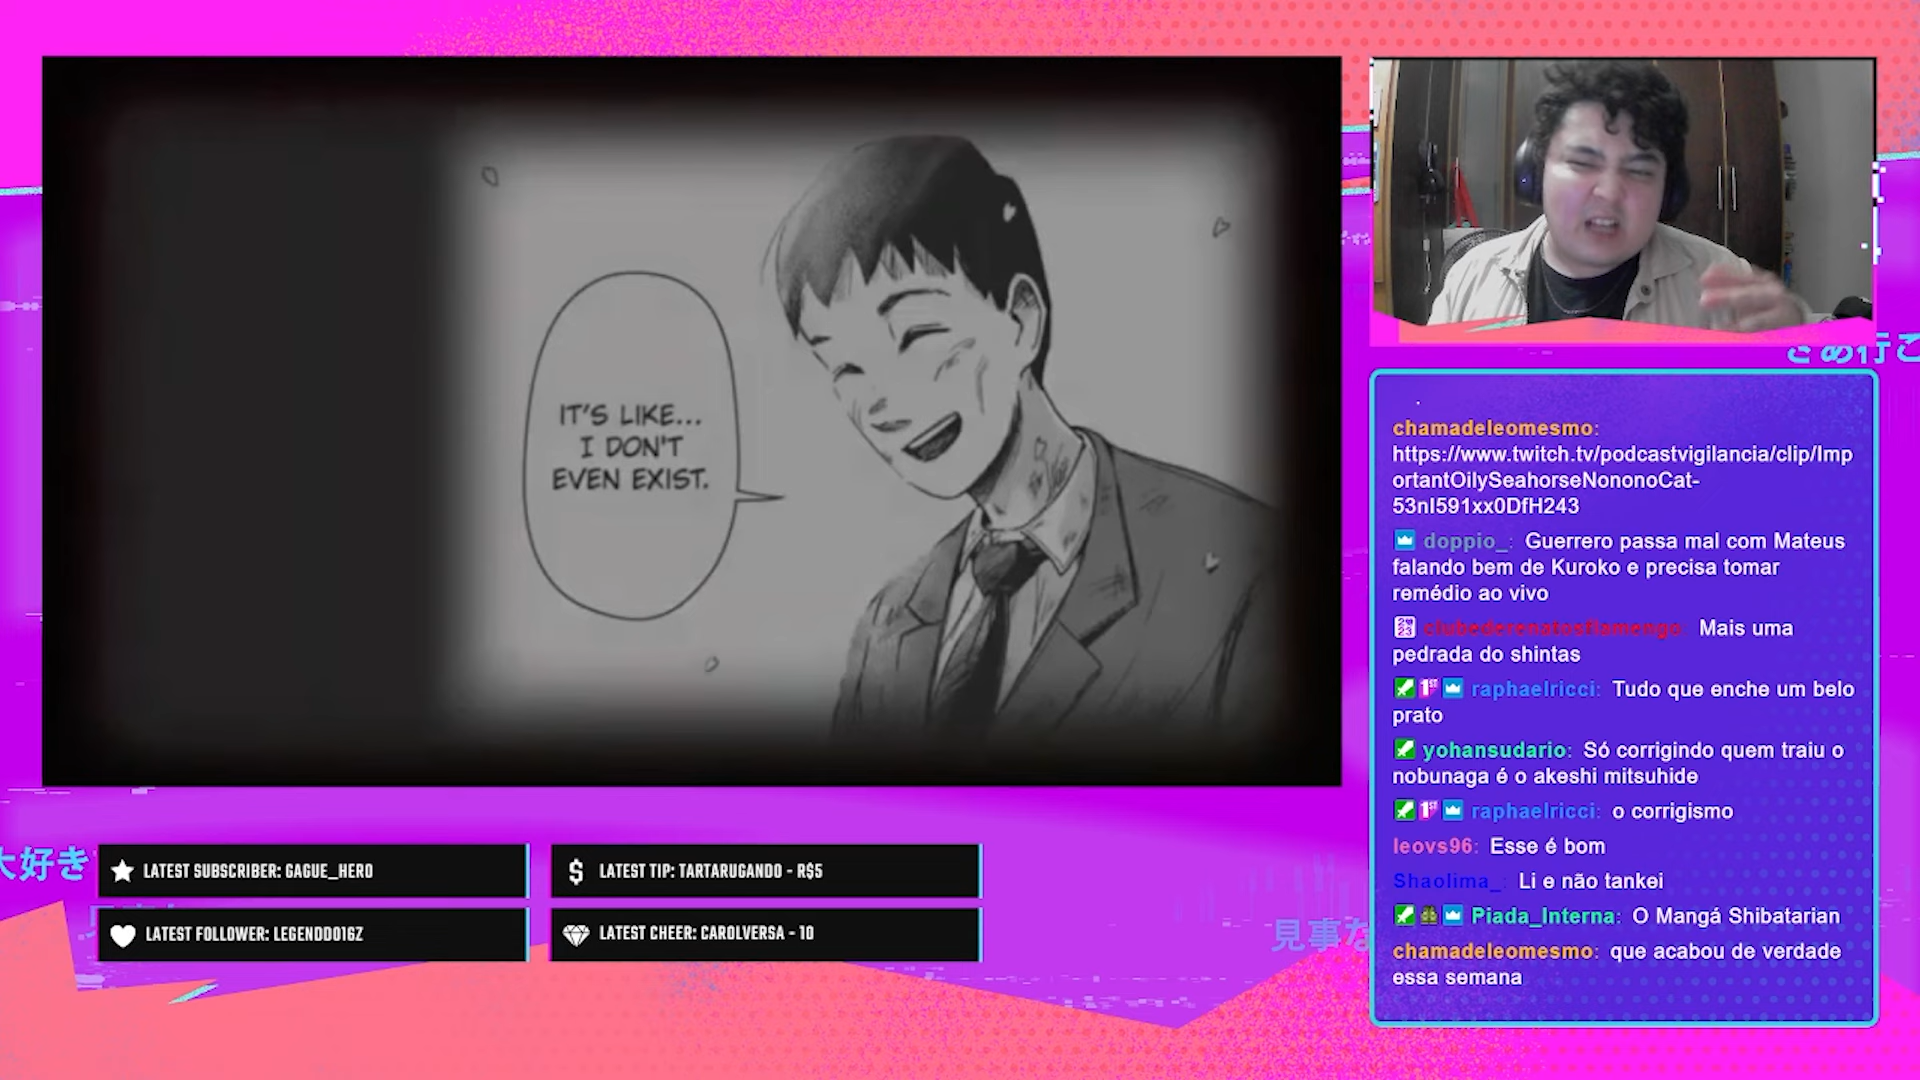 IT'S LIKE...
I DON'T
EVEN EXIST.
chamadeleomesmo:
https://www.twitch.tv/podcastvigilancia/clip/Imp
ortantOilySeahorseNononoCat-
53nI591xx0DfH243
doppio_: Guerrero passa mal com Mateus
falando bem de Kuroko e precisa tomar
remédio ao vivo
clubederenatosflamengo: Mais uma
pedrada do shintas
1ST raphaelricci: Tudo que enche um belo
prato
yohansudario: Só corrigindo quem traiu o
nobunaga é o akeshi mitsuhide
1ST raphaelricci: o corrigismo
leovs96: Esse é bom
Shaolima_: Li e não tankei
Piada_Interna: O Mangá Shibatarian
chamadeleomesmo: que acabou de verdade
essa semana
大好き
LATEST SUBSCRIBER: GAGUE_HERO
LATEST TIP: TARTARUGANDO - R$5
LATEST FOLLOWER: LEGENDD016Z
LATEST CHEER: CAROLVERSA - 10
見事な